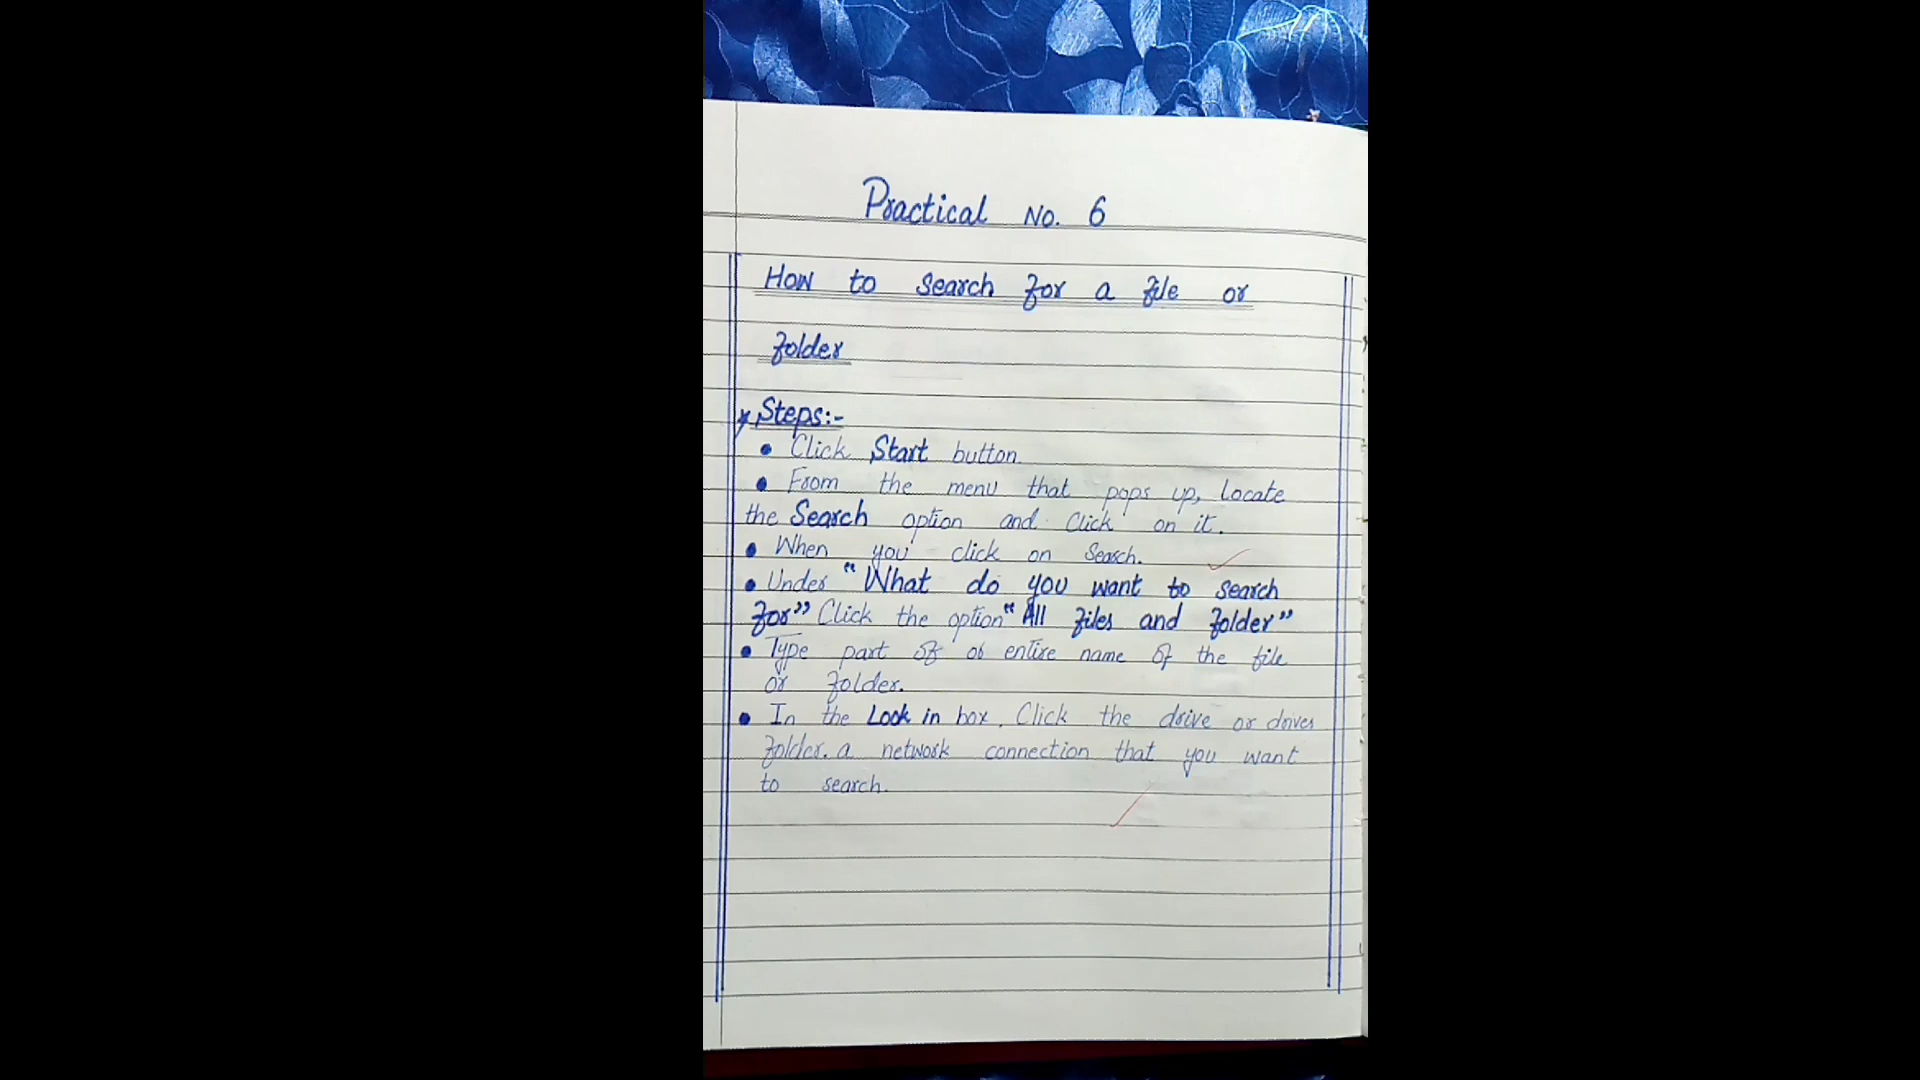 Practical No. 6
How to search for a file or
folder
Steps:-
• Click Start button.
• From the menu that pops up, Locate
the Search option and Click on it.
• When you click on Search.
• Under "What do you want to search
for" Click the option "All files and folder"
• Type part of of entire name of the file
or folder.
• In the Look in box. Click the drive or drives
folder. a network connection that you want
to search.